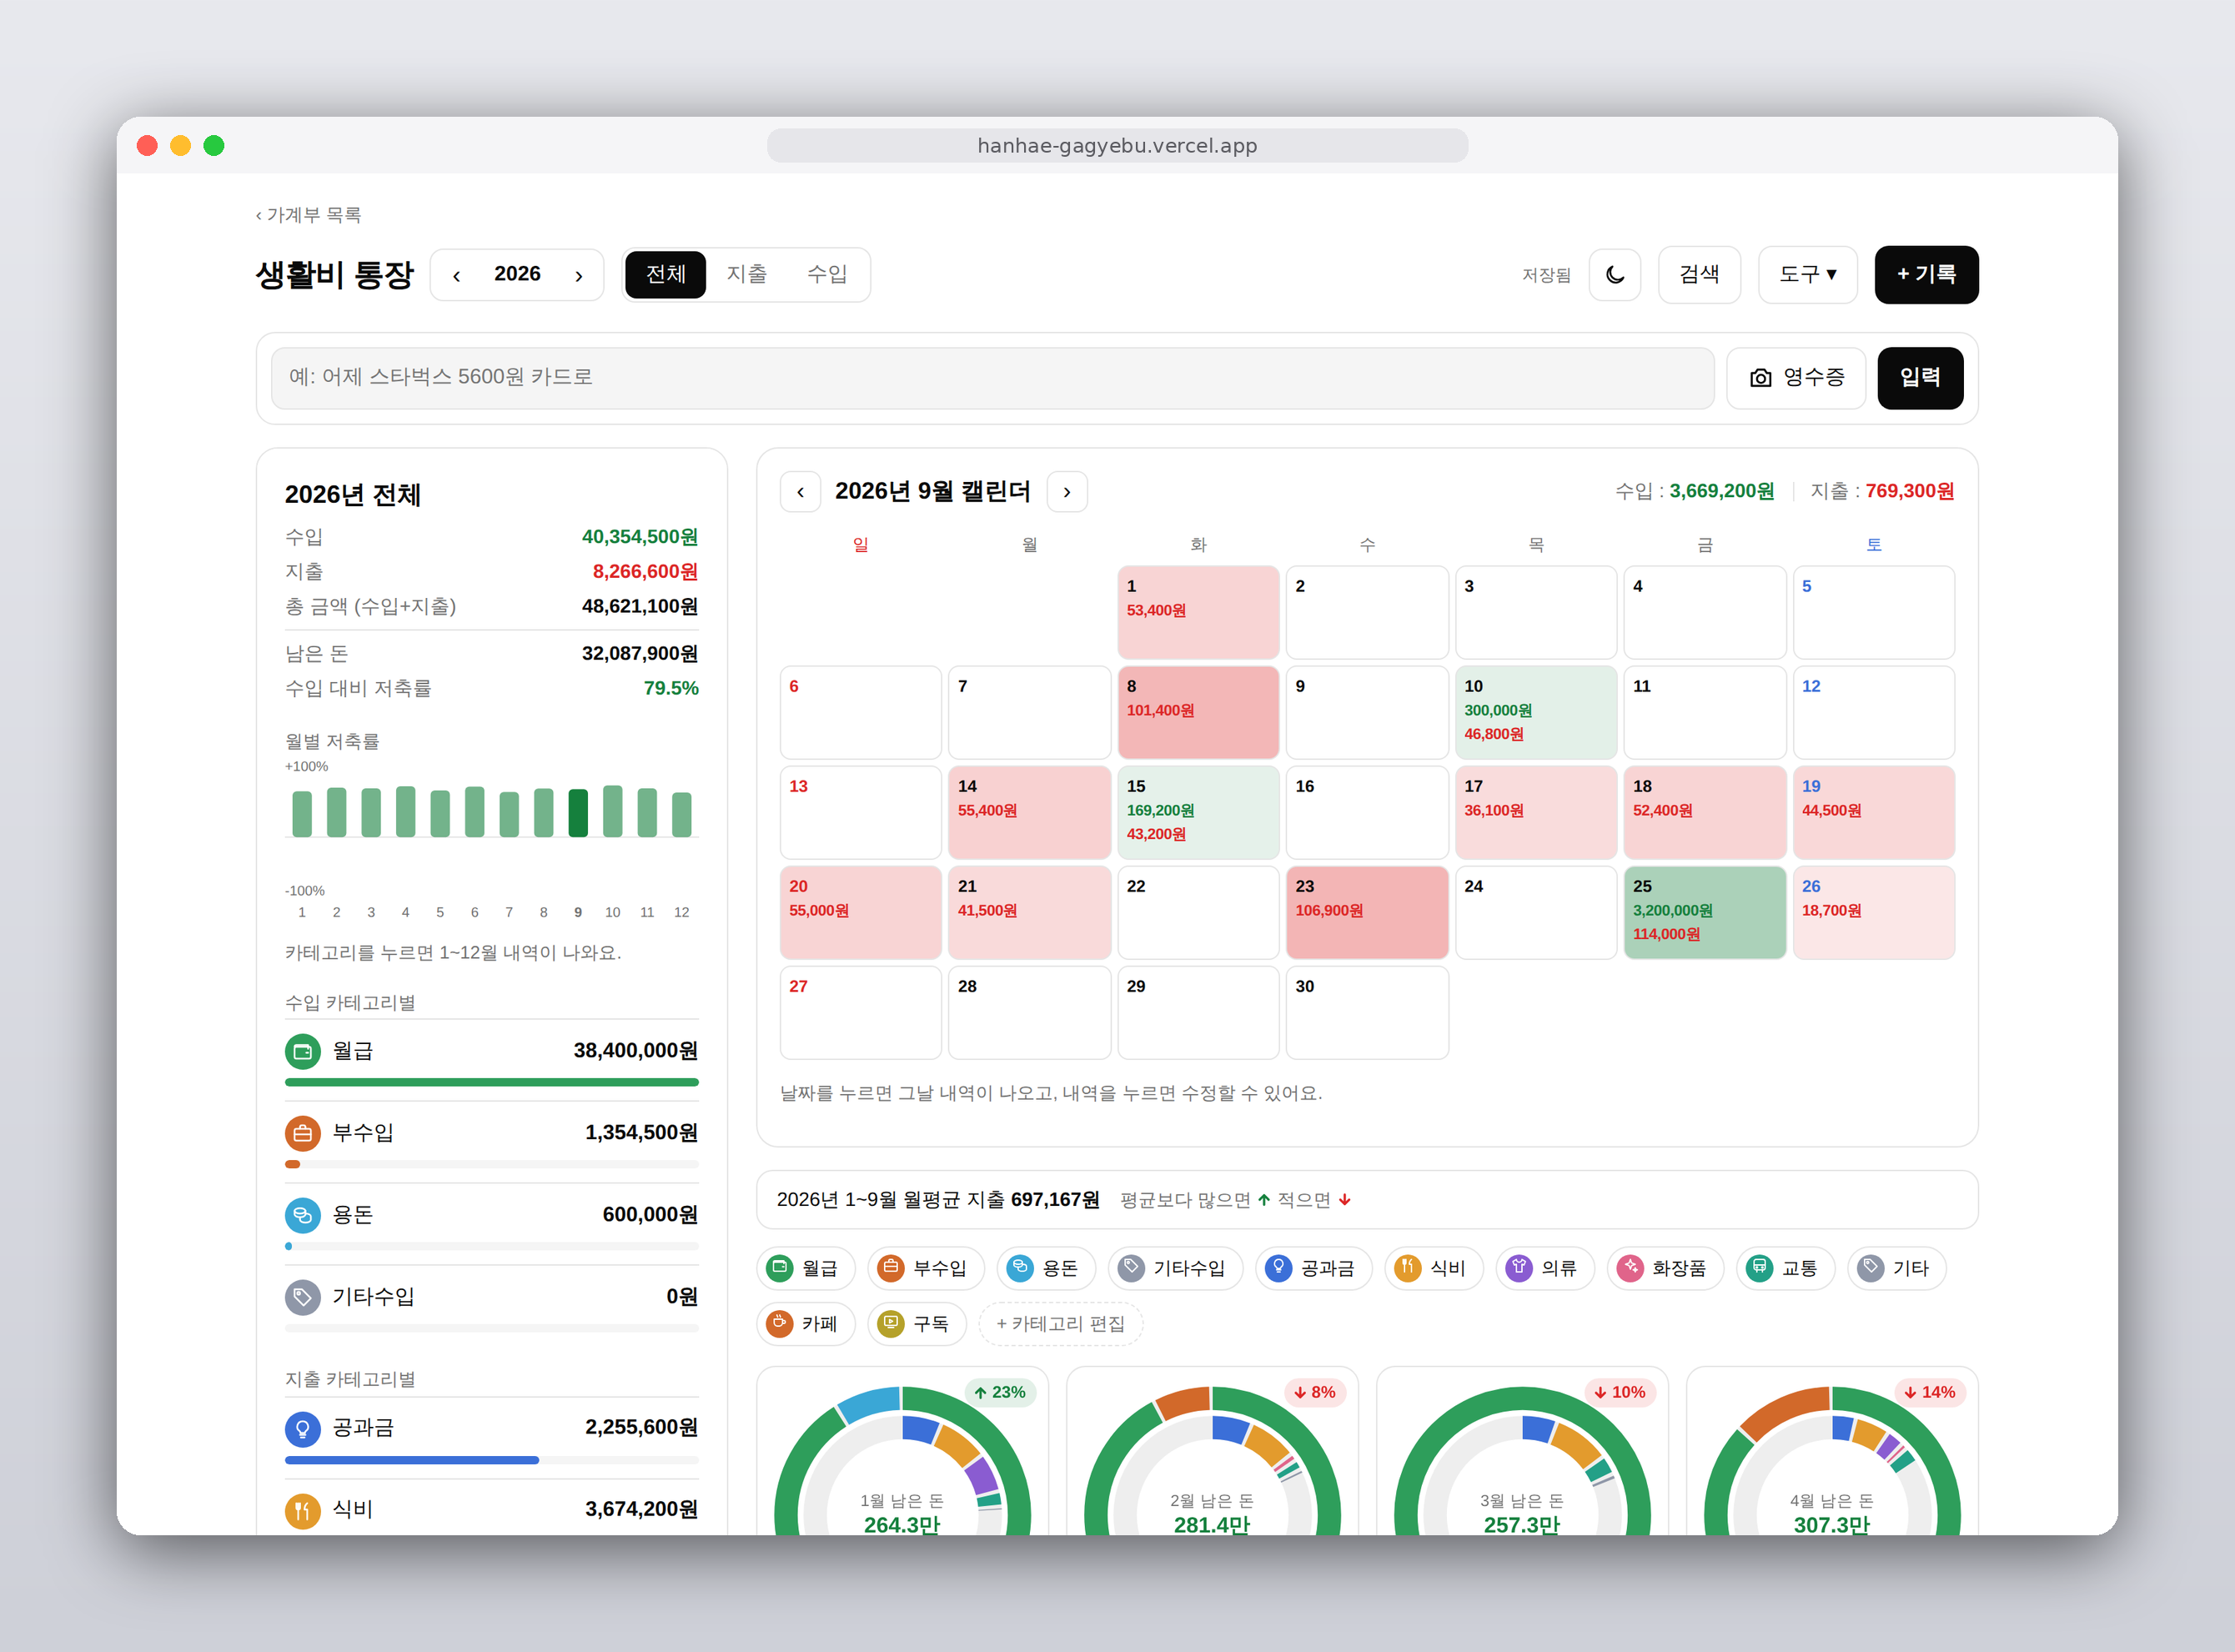 hanhae-gagyebu.vercel.app
‹ 가계부 목록
생활비 통장 ‹ 2026 › 전체 지출 수입 저장됨 검색 도구 ▾ + 기록
예: 어제 스타벅스 5600원 카드로 영수증 입력
2026년 전체
수입 40,354,500원
지출 8,266,600원
총 금액 (수입+지출) 48,621,100원
남은 돈 32,087,900원
수입 대비 저축률 79.5%
월별 저축률
+100%
-100%
1 2 3 4 5 6 7 8 9 10 11 12
카테고리를 누르면 1~12월 내역이 나와요.
수입 카테고리별
월급 38,400,000원
부수입 1,354,500원
용돈 600,000원
기타수입 0원
지출 카테고리별
공과금 2,255,600원
식비 3,674,200원
‹ 2026년 9월 캘린더 › 수입 : 3,669,200원 지출 : 769,300원
일 월 화 수 목 금 토
1 2 3 4 5
53,400원
6 7 8 9 10 11 12
101,400원 300,000원
46,800원
13 14 15 16 17 18 19
55,400원 169,200원 36,100원 52,400원 44,500원
43,200원
20 21 22 23 24 25 26
55,000원 41,500원 106,900원 3,200,000원 18,700원
114,000원
27 28 29 30
날짜를 누르면 그날 내역이 나오고, 내역을 누르면 수정할 수 있어요.
2026년 1~9월 월평균 지출 697,167원 평균보다 많으면 ↑ 적으면 ↓
월급 부수입 용돈 기타수입 공과금 식비 의류 화장품 교통 기타
카페 구독 + 카테고리 편집
↑ 23% ↓ 8% ↓ 10% ↓ 14%
1월 남은 돈 2월 남은 돈 3월 남은 돈 4월 남은 돈
264.3만 281.4만 257.3만 307.3만